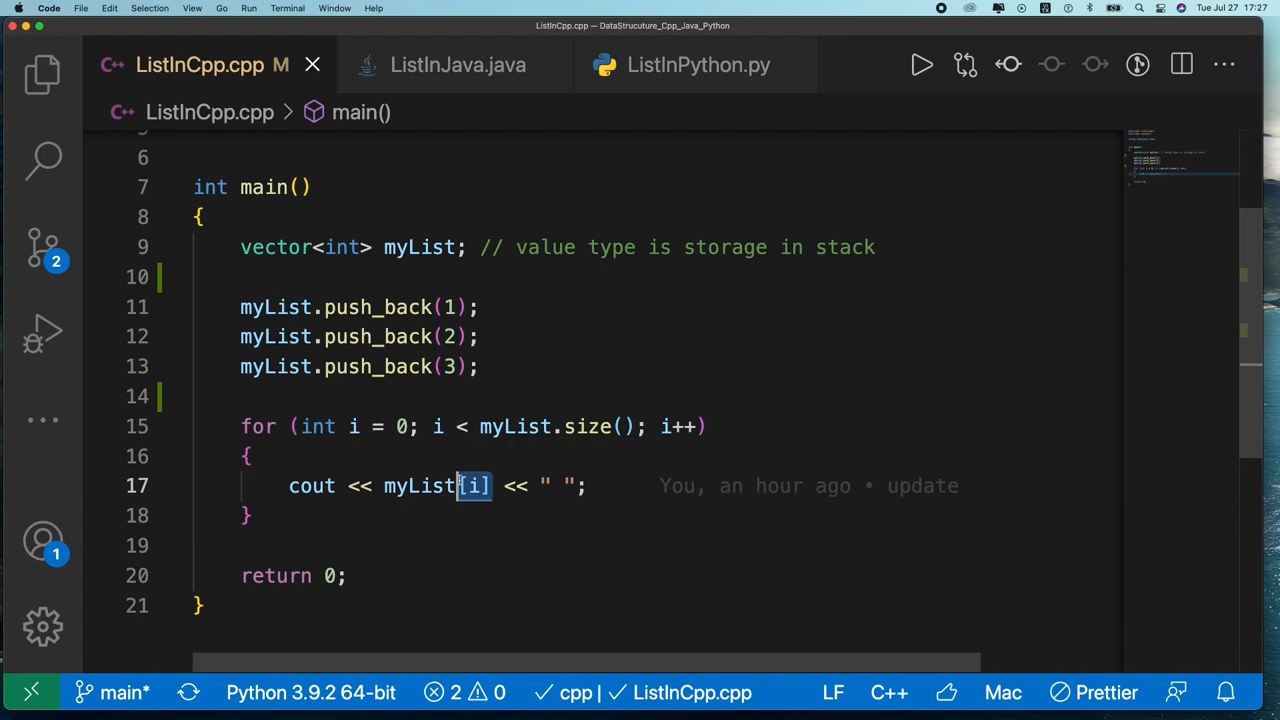 Code File Edit Selection View Go Run Terminal Window Help Tue Jul 27 17:27
ListInCpp.cpp — DataStrucuture_Cpp_Java_Python
ListInCpp.cpp M ListInJava.java ListInPython.py
ListInCpp.cpp > main()
6
7 int main()
8 {
9 vector<int> myList; // value type is storage in stack
10
11 myList.push_back(1);
12 myList.push_back(2);
13 myList.push_back(3);
14
15 for (int i = 0; i < myList.size(); i++)
16 {
17 cout << myList[i] << " "; You, an hour ago • update
18 }
19
20 return 0;
21 }
2
1
main* Python 3.9.2 64-bit 2 0 cpp | ListInCpp.cpp LF C++ Mac Prettier